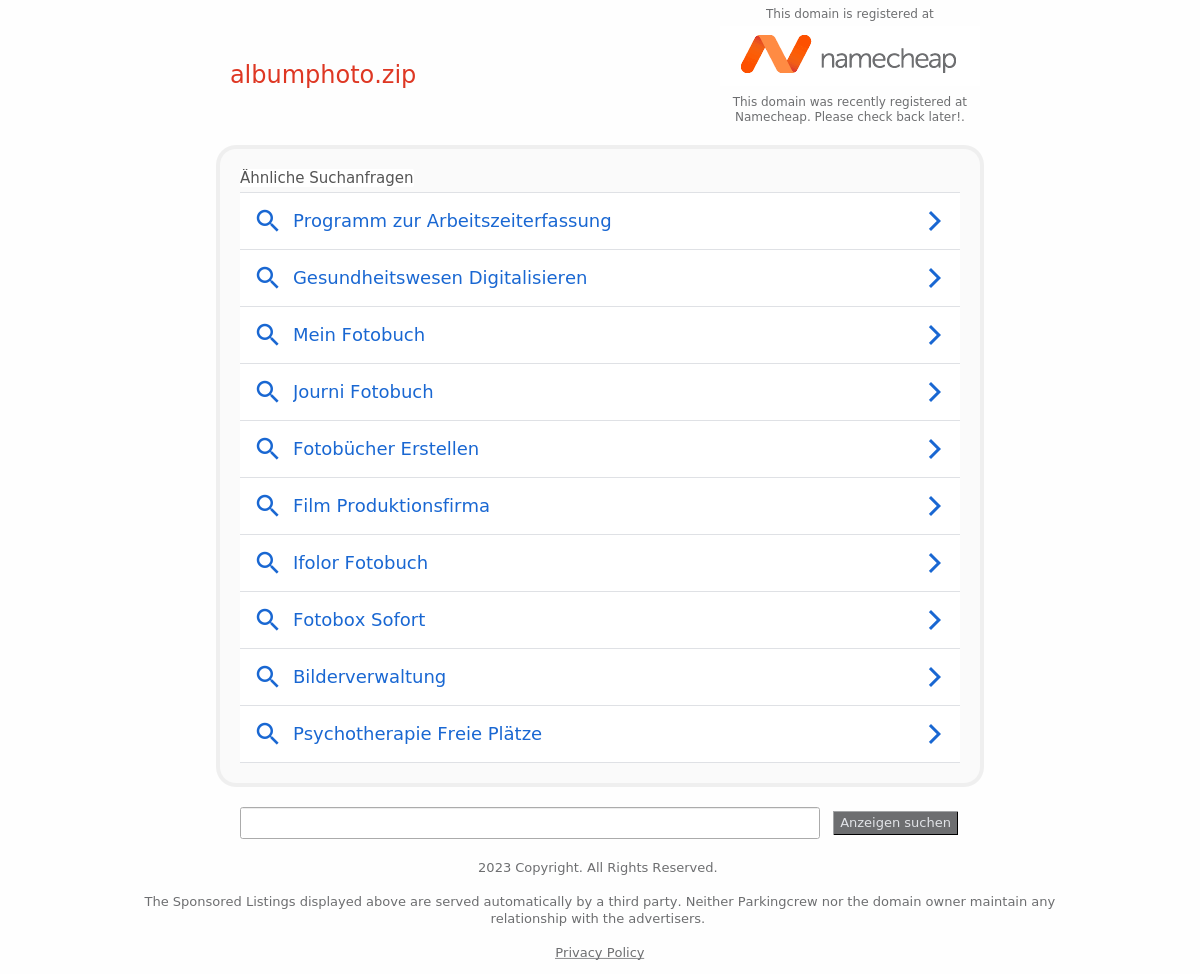 This domain is registered at
namecheap
albumphoto.zip
This domain was recently registered at
Namecheap. Please check back later!.
Ähnliche Suchanfragen
Programm zur Arbeitszeiterfassung
Gesundheitswesen Digitalisieren
Mein Fotobuch
Journi Fotobuch
Fotobücher Erstellen
Film Produktionsfirma
Ifolor Fotobuch
Fotobox Sofort
Bilderverwaltung
Psychotherapie Freie Plätze
Anzeigen suchen
2023 Copyright. All Rights Reserved.
The Sponsored Listings displayed above are served automatically by a third party. Neither Parkingcrew nor the domain owner maintain any
relationship with the advertisers.
Privacy Policy